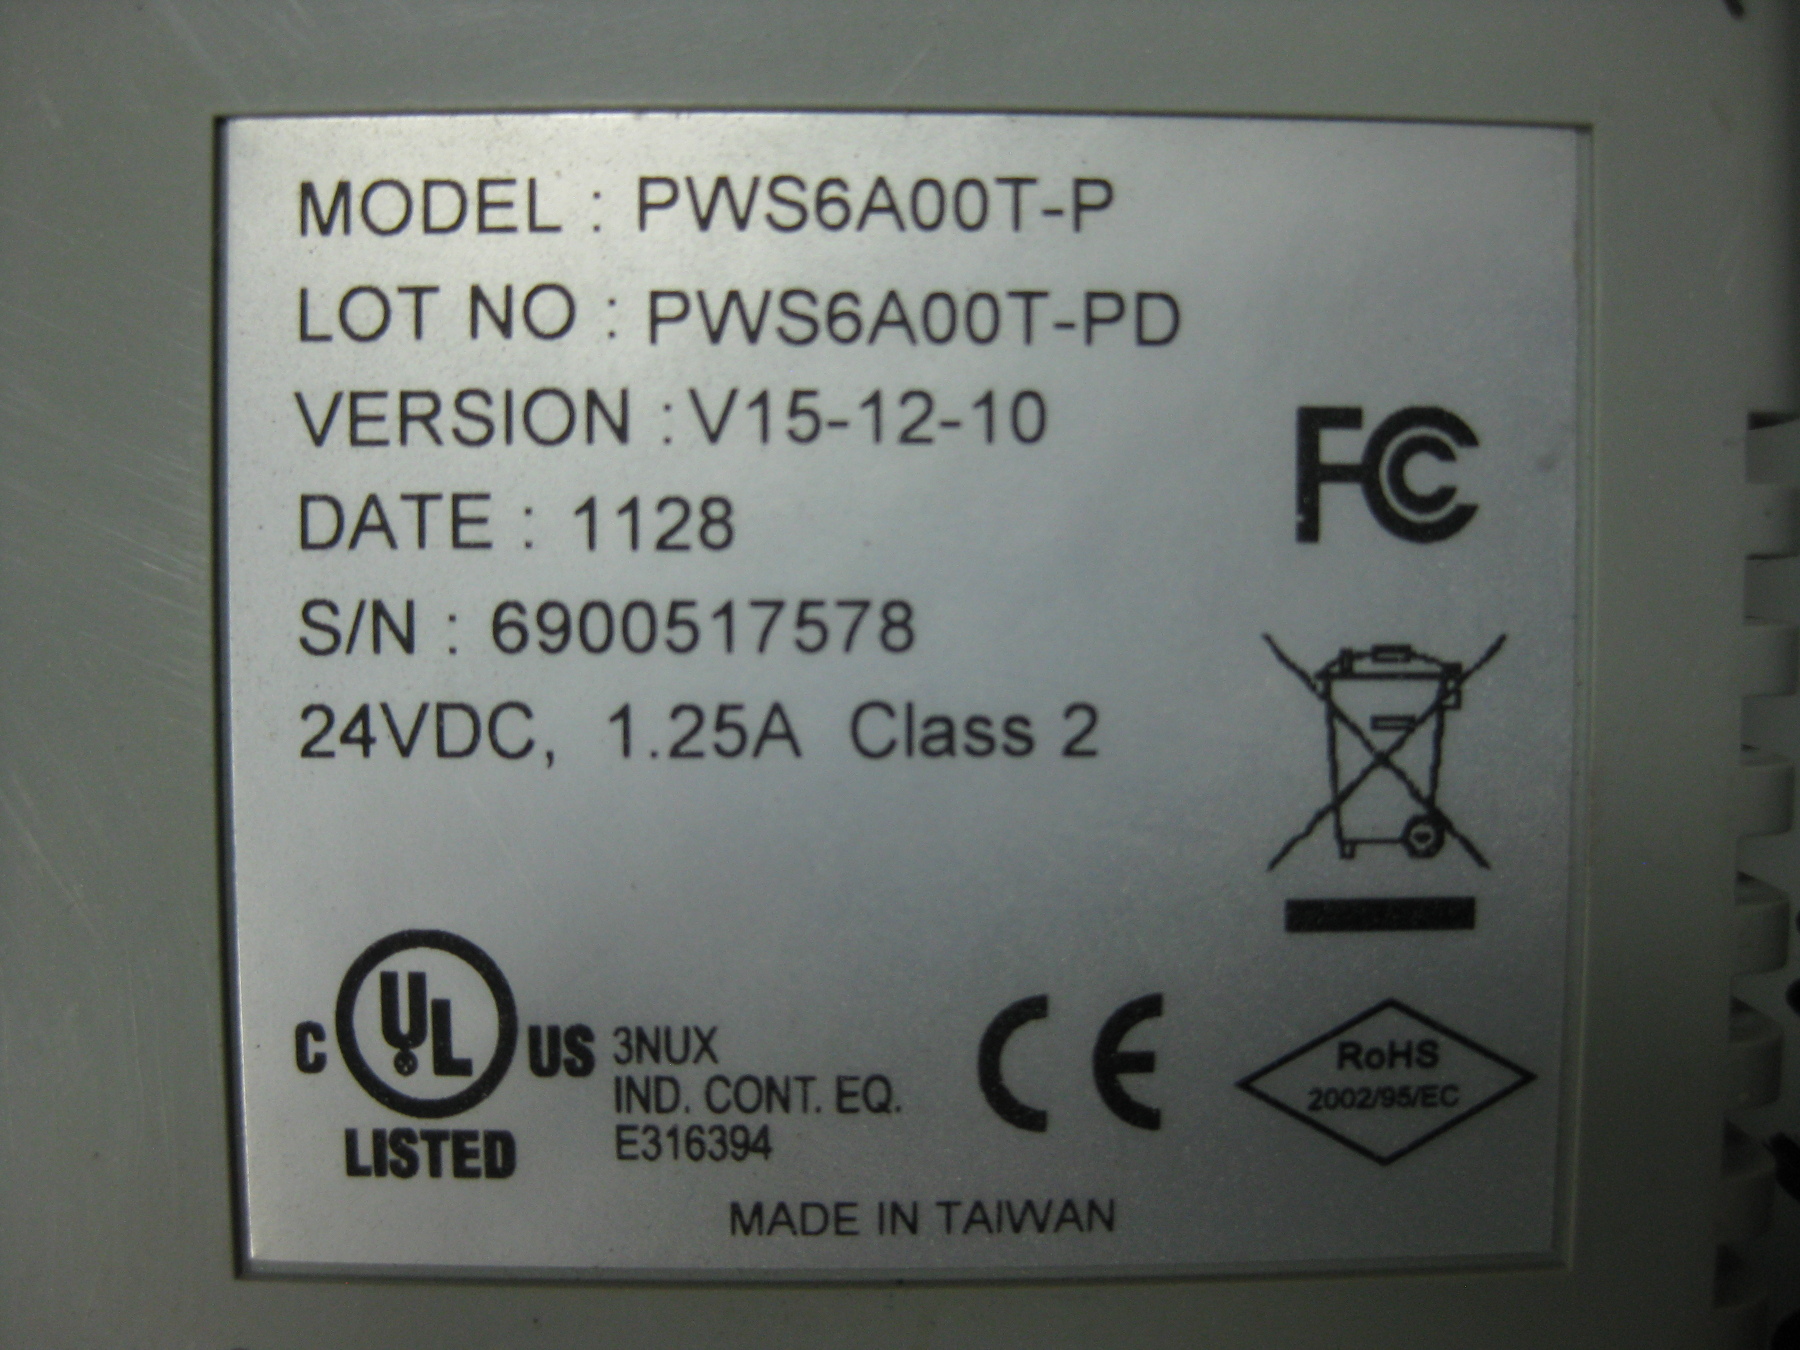 MODEL : PWS6A00T-P
LOT NO : PWS6A00T-PD
VERSION : V15-12-10
DATE : 1128
S/N : 6900517578
24VDC, 1.25A Class 2
FC
C UL US
LISTED
3NUX
IND. CONT. EQ.
E316394
CE
RoHS
2002/95/EC
MADE IN TAIWAN